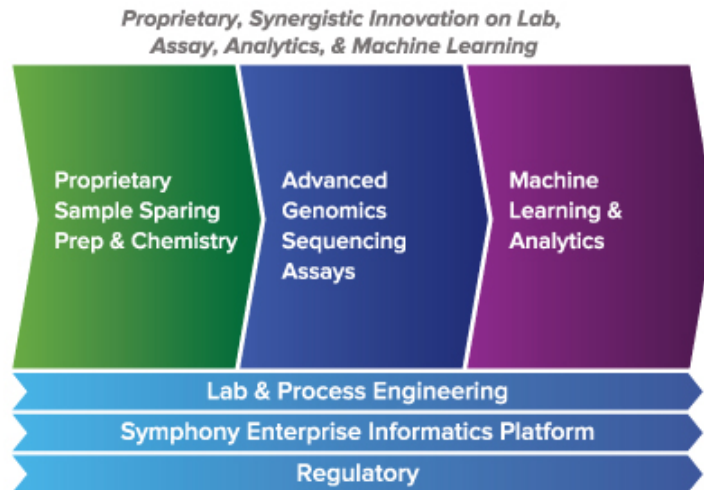 Proprietary, Synergistic Innovation on Lab,
Assay, Analytics, & Machine Learning
Proprietary
Sample Sparing
Prep & Chemistry
Advanced
Genomics
Sequencing
Assays
Machine
Learning &
Analytics
Lab & Process Engineering
Symphony Enterprise Informatics Platform
Regulatory